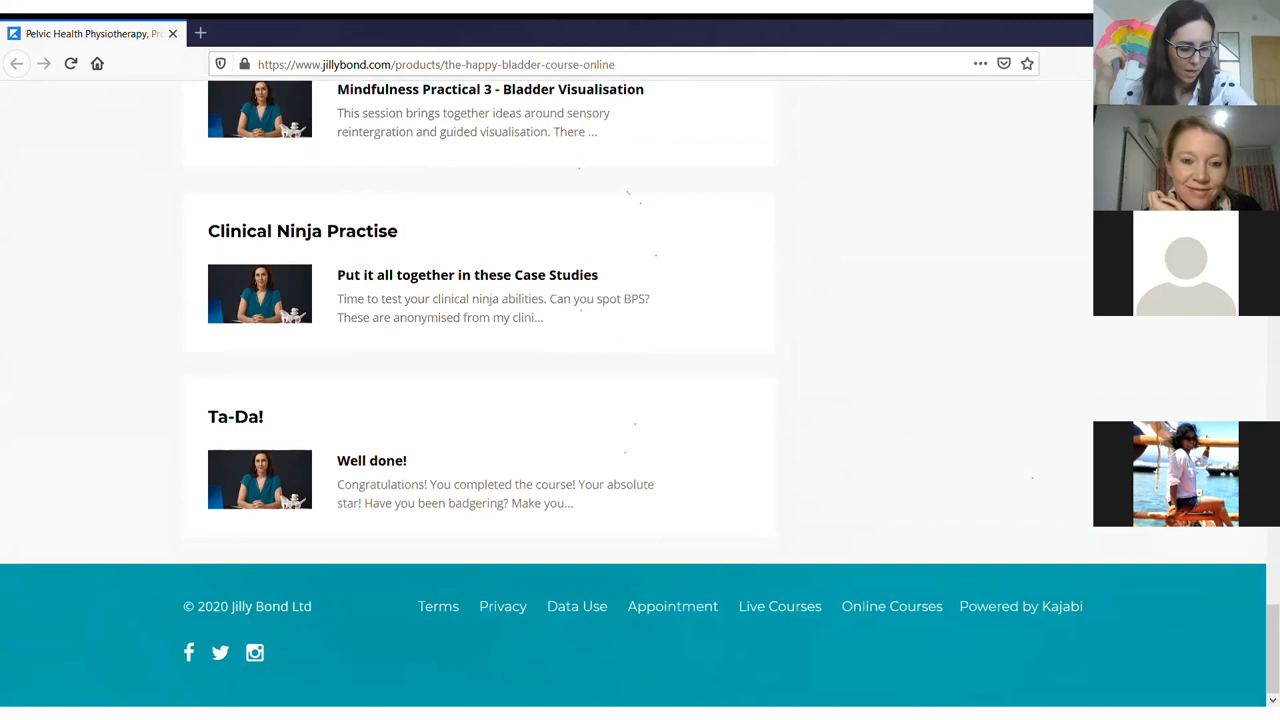 Pelvic Health Physiotherapy, Pr
https://www.jillybond.com/products/the-happy-bladder-course-online
Mindfulness Practical 3 - Bladder Visualisation
This session brings together ideas around sensory
reintergration and guided visualisation. There ...
Clinical Ninja Practise
Put it all together in these Case Studies
Time to test your clinical ninja abilities. Can you spot BPS?
These are anonymised from my clini...
Ta-Da!
Well done!
Congratulations! You completed the course! Your absolute
star! Have you been badgering? Make you...
© 2020 Jilly Bond Ltd
Terms Privacy Data Use Appointment Live Courses Online Courses Powered by Kajabi